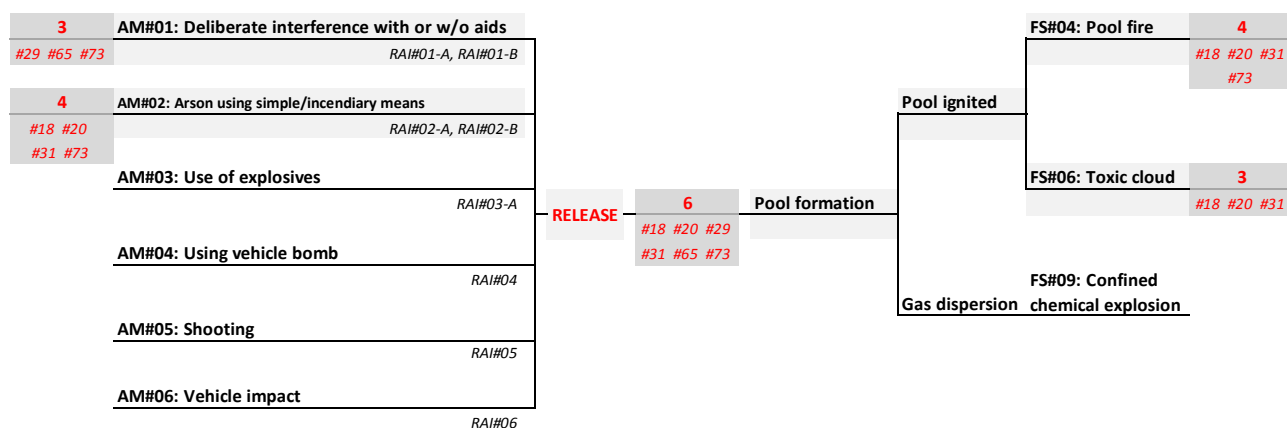 3
AM#01: Deliberate interference with or w/o aids
#29 #65 #73
RAI#01-A, RAI#01-B
4
AM#02: Arson using simple/incendiary means
#18 #20
RAI#02-A, RAI#02-B
#31 #73
AM#03: Use of explosives
RAI#03-A
AM#04: Using vehicle bomb
RAI#04
AM#05: Shooting
RAI#05
AM#06: Vehicle impact
RAI#06
RELEASE
6
#18 #20 #29
#31 #65 #73
Pool formation
Pool ignited
Gas dispersion
FS#04: Pool fire
4
#18 #20 #31
#73
FS#06: Toxic cloud
3
#18 #20 #31
FS#09: Confined
chemical explosion